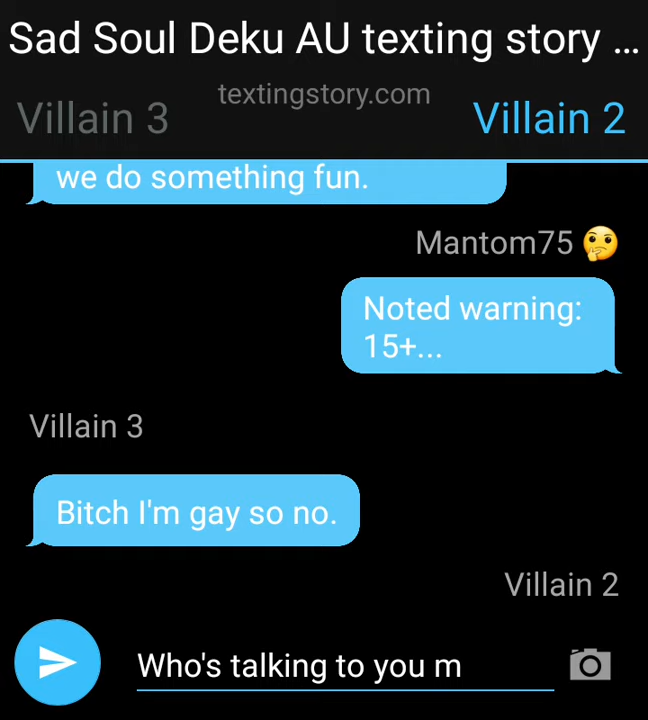 Sad Soul Deku AU texting story ...
textingstory.com
Villain 3
Villain 2
we do something fun.
Mantom75 🤔
Noted warning:
15+...
Villain 3
Bitch I'm gay so no.
Villain 2
Who's talking to you m